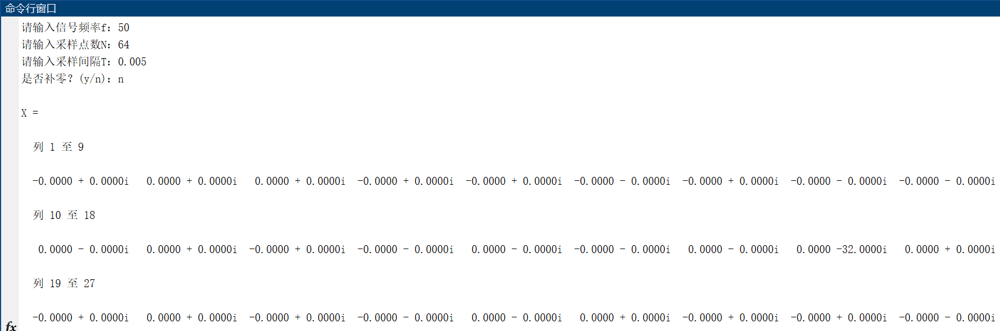 命令行窗口
请输入信号频率f: 50
请输入采样点数N: 64
请输入采样间隔T: 0.005
是否补零? (y/n): n
X =
列 1 至 9
-0.0000 + 0.0000i 0.0000 + 0.0000i 0.0000 + 0.0000i -0.0000 + 0.0000i -0.0000 + 0.0000i -0.0000 - 0.0000i -0.0000 + 0.0000i -0.0000 - 0.0000i -0.0000 - 0.0000i
列 10 至 18
0.0000 - 0.0000i 0.0000 + 0.0000i -0.0000 + 0.0000i -0.0000 - 0.0000i 0.0000 - 0.0000i -0.0000 - 0.0000i 0.0000 - 0.0000i 0.0000 -32.0000i 0.0000 + 0.0000i
列 19 至 27
-0.0000 + 0.0000i 0.0000 + 0.0000i -0.0000 + 0.0000i -0.0000 - 0.0000i 0.0000 - 0.0000i 0.0000 + 0.0000i -0.0000 + 0.0000i -0.0000 + 0.0000i -0.0000 - 0.0000i
fx